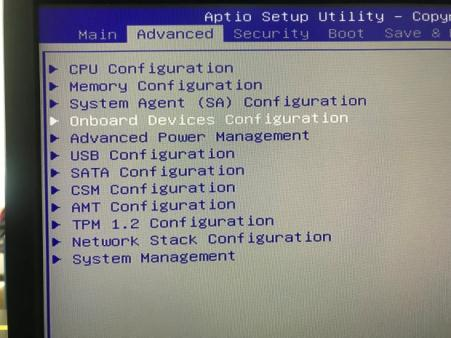 Aptio Setup Utility –
Main Advanced Security Boot Save &
CPU Configuration
Memory Configuration
System Agent (SA) Configuration
Onboard Devices Configuration
Advanced Power Management
USB Configuration
SATA Configuration
CSM Configuration
AMT Configuration
TPM 1.2 Configuration
Network Stack Configuration
System Management